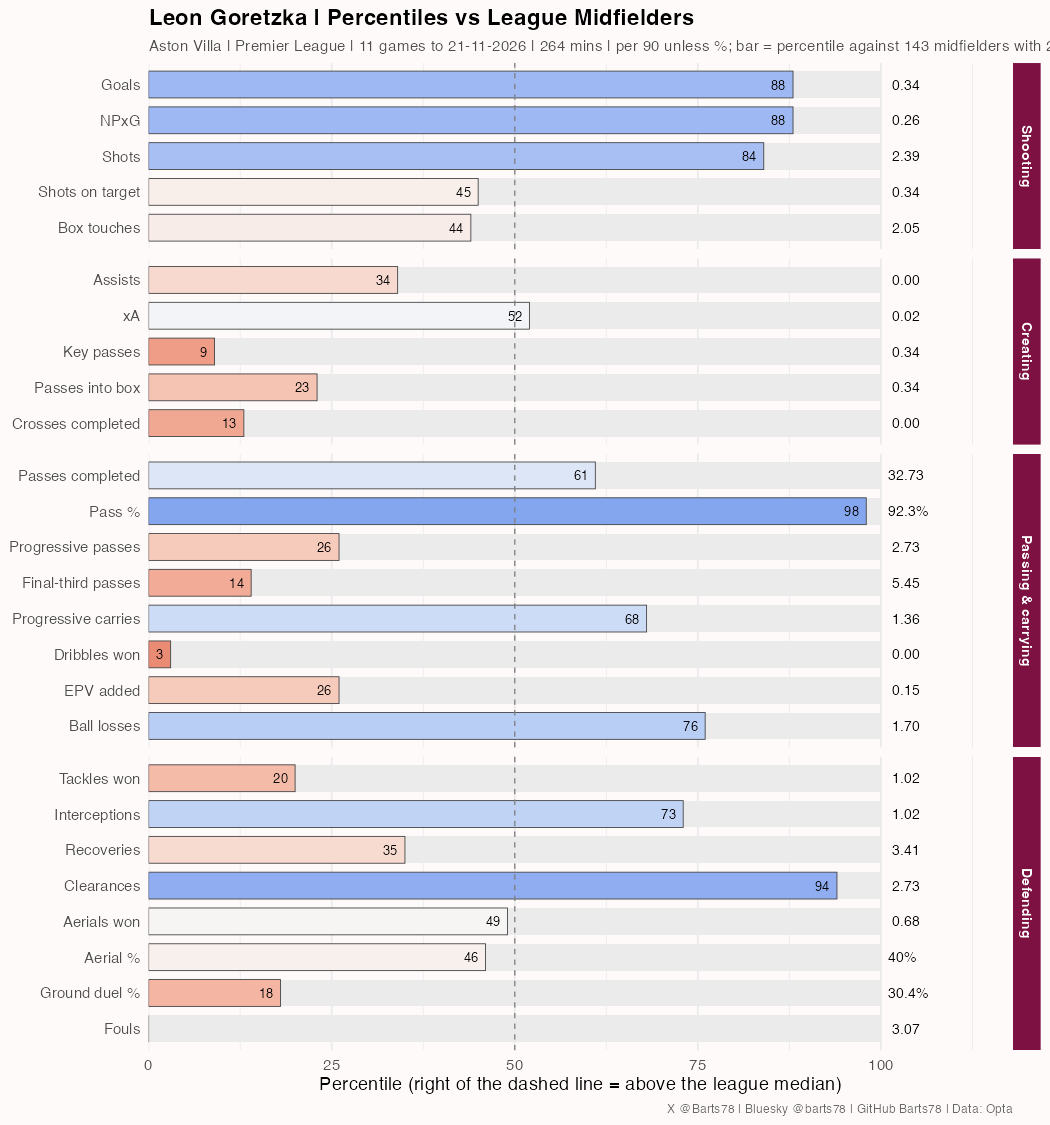 Leon Goretzka | Percentiles vs League Midfielders
Aston Villa | Premier League | 11 games to 21-11-2026 | 264 mins | per 90 unless %; bar = percentile against 143 midfielders with 2
Shooting
Goals 88 0.34
NPxG 88 0.26
Shots 84 2.39
Shots on target 45 0.34
Box touches 44 2.05
Creating
Assists 34 0.00
xA 52 0.02
Key passes 9 0.34
Passes into box 23 0.34
Crosses completed 13 0.00
Passing & carrying
Passes completed 61 32.73
Pass % 98 92.3%
Progressive passes 26 2.73
Final-third passes 14 5.45
Progressive carries 68 1.36
Dribbles won 3 0.00
EPV added 26 0.15
Ball losses 76 1.70
Defending
Tackles won 20 1.02
Interceptions 73 1.02
Recoveries 35 3.41
Clearances 94 2.73
Aerials won 49 0.68
Aerial % 46 40%
Ground duel % 18 30.4%
Fouls 3.07
0 25 50 75 100
Percentile (right of the dashed line = above the league median)
X @Barts78 | Bluesky @barts78 | GitHub Barts78 | Data: Opta